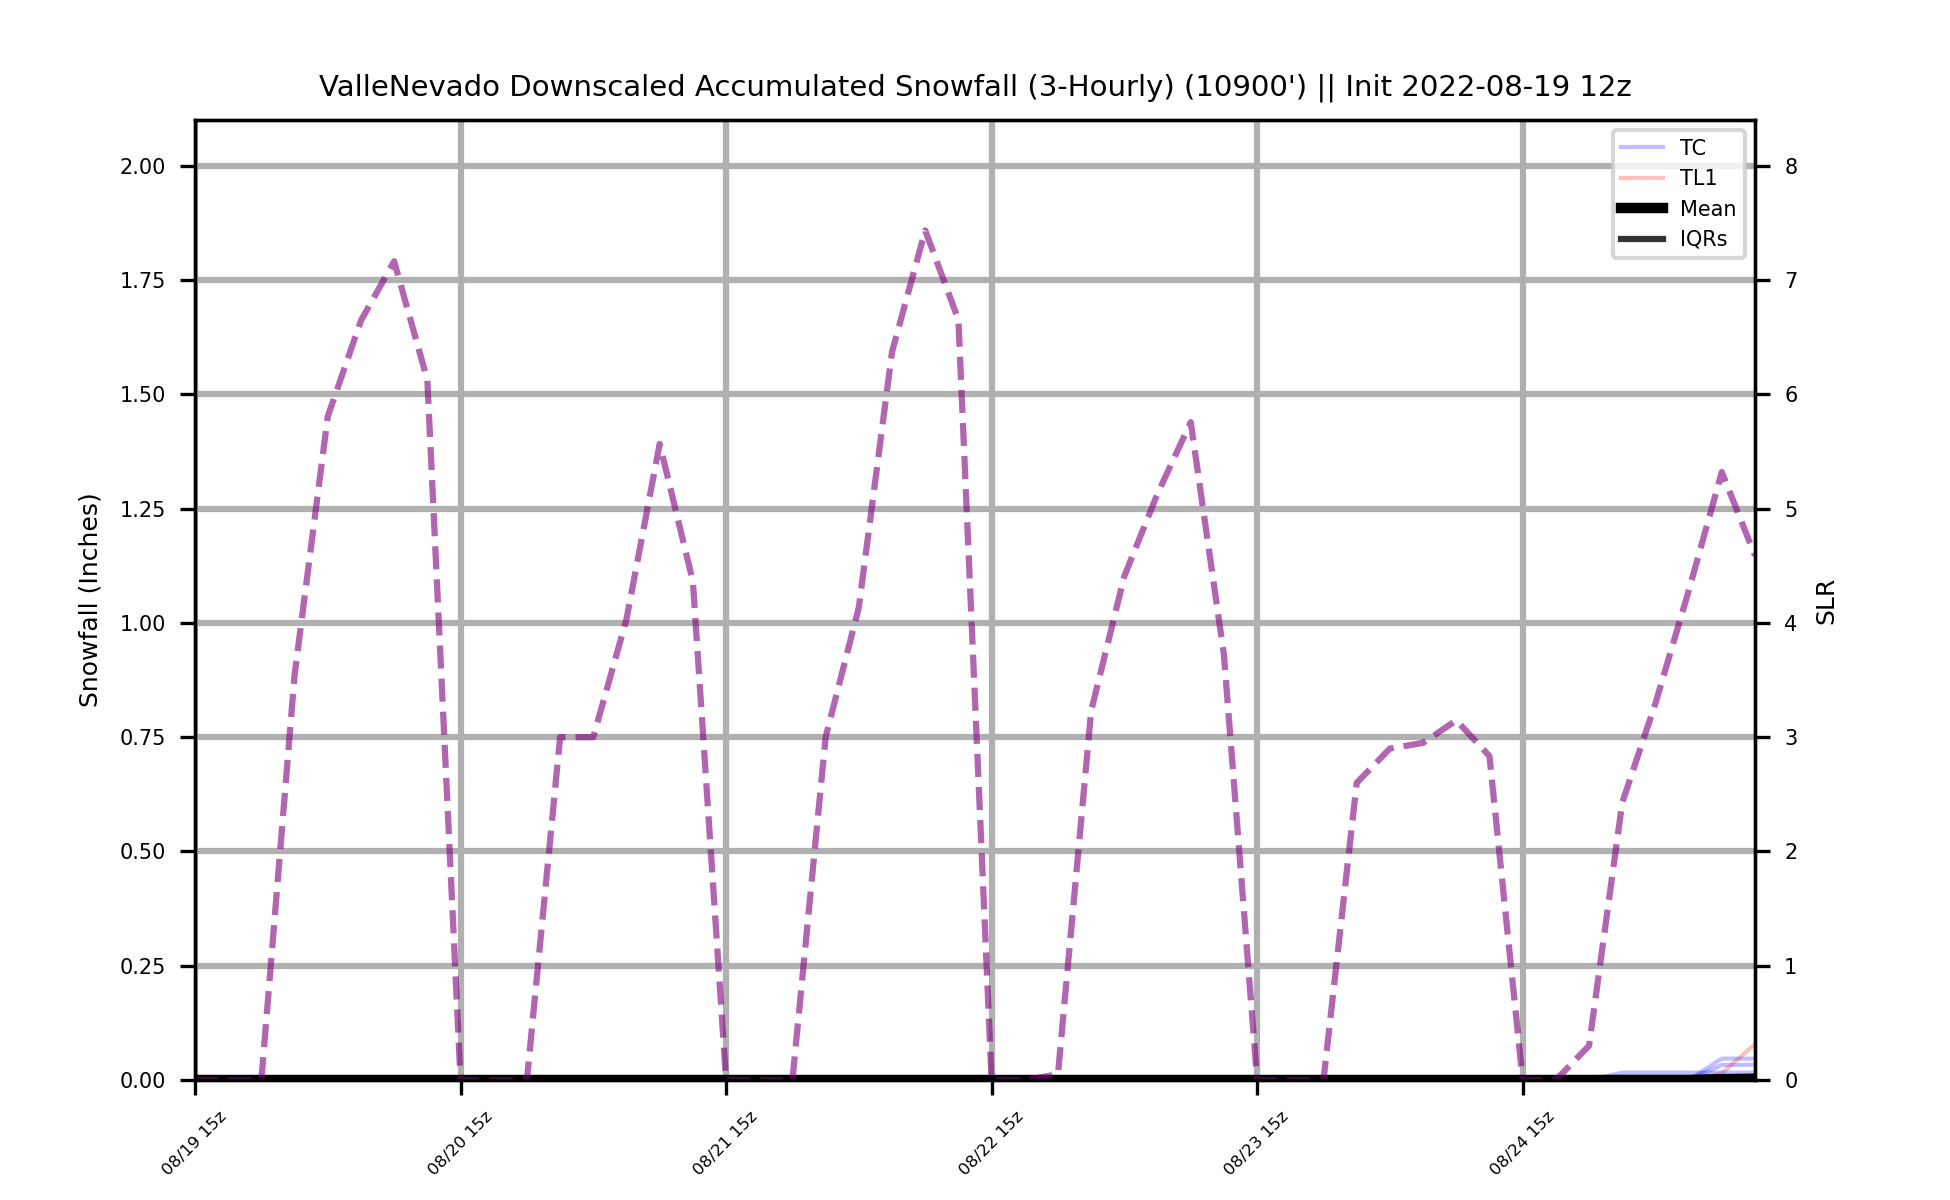 ValleNevado Downscaled Accumulated Snowfall (3-Hourly) (10900') || Init 2022-08-19 12z
TC
TL1
Mean
IQRs
Snowfall (Inches)
2.00
1.75
1.50
1.25
1.00
0.75
0.50
0.25
0.00
8
7
6
5
4
3
2
1
0
SLR
08/19 15z
08/20 15z
08/21 15z
08/22 15z
08/23 15z
08/24 15z